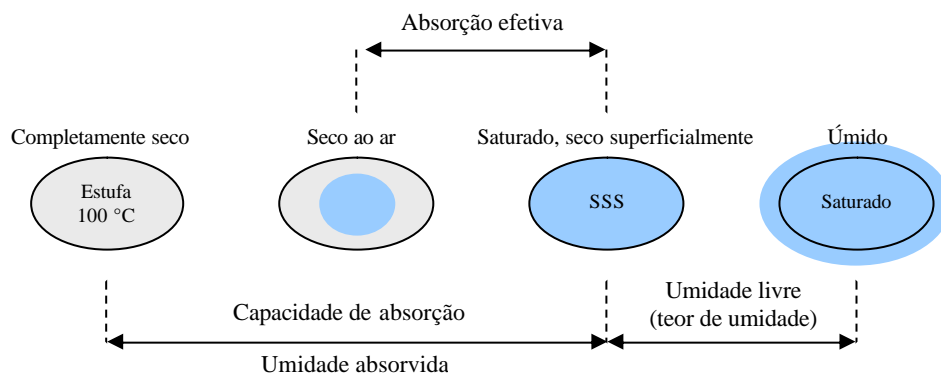 Absorção efetiva
Completamente seco
Seco ao ar
Saturado, seco superficialmente
Úmido
Estufa
100 °C
SSS
Saturado
Capacidade de absorção
Umidade absorvida
Umidade livre
(teor de umidade)